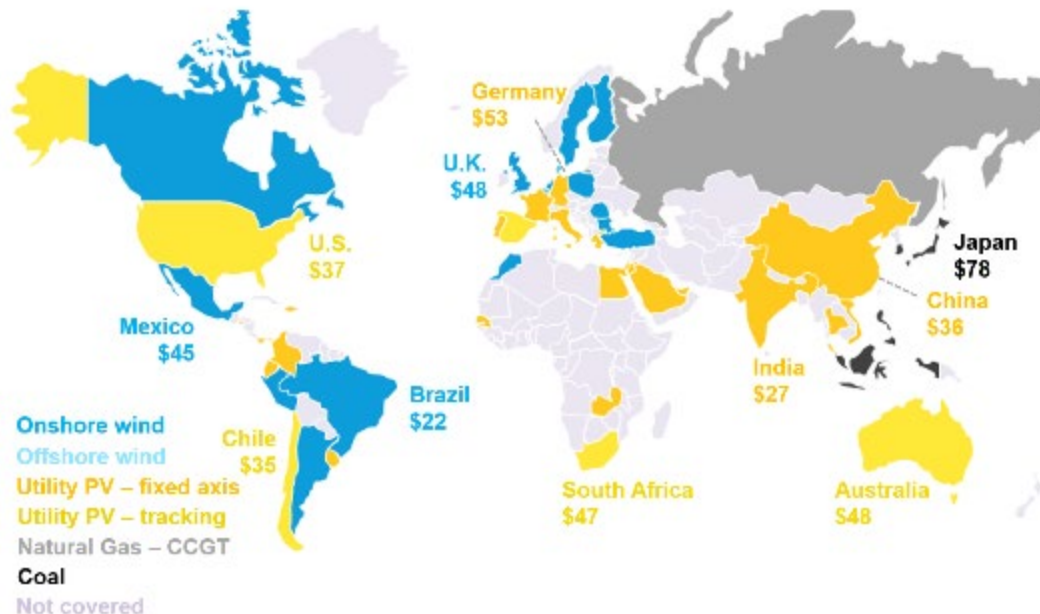 Germany
$53
U.K.
$48
U.S.
$37
Japan
$78
China
$36
Mexico
$45
India
$27
Brazil
$22
Chile
$35
South Africa
$47
Australia
$48
Onshore wind
Offshore wind
Utility PV – fixed axis
Utility PV – tracking
Natural Gas – CCGT
Coal
Not covered